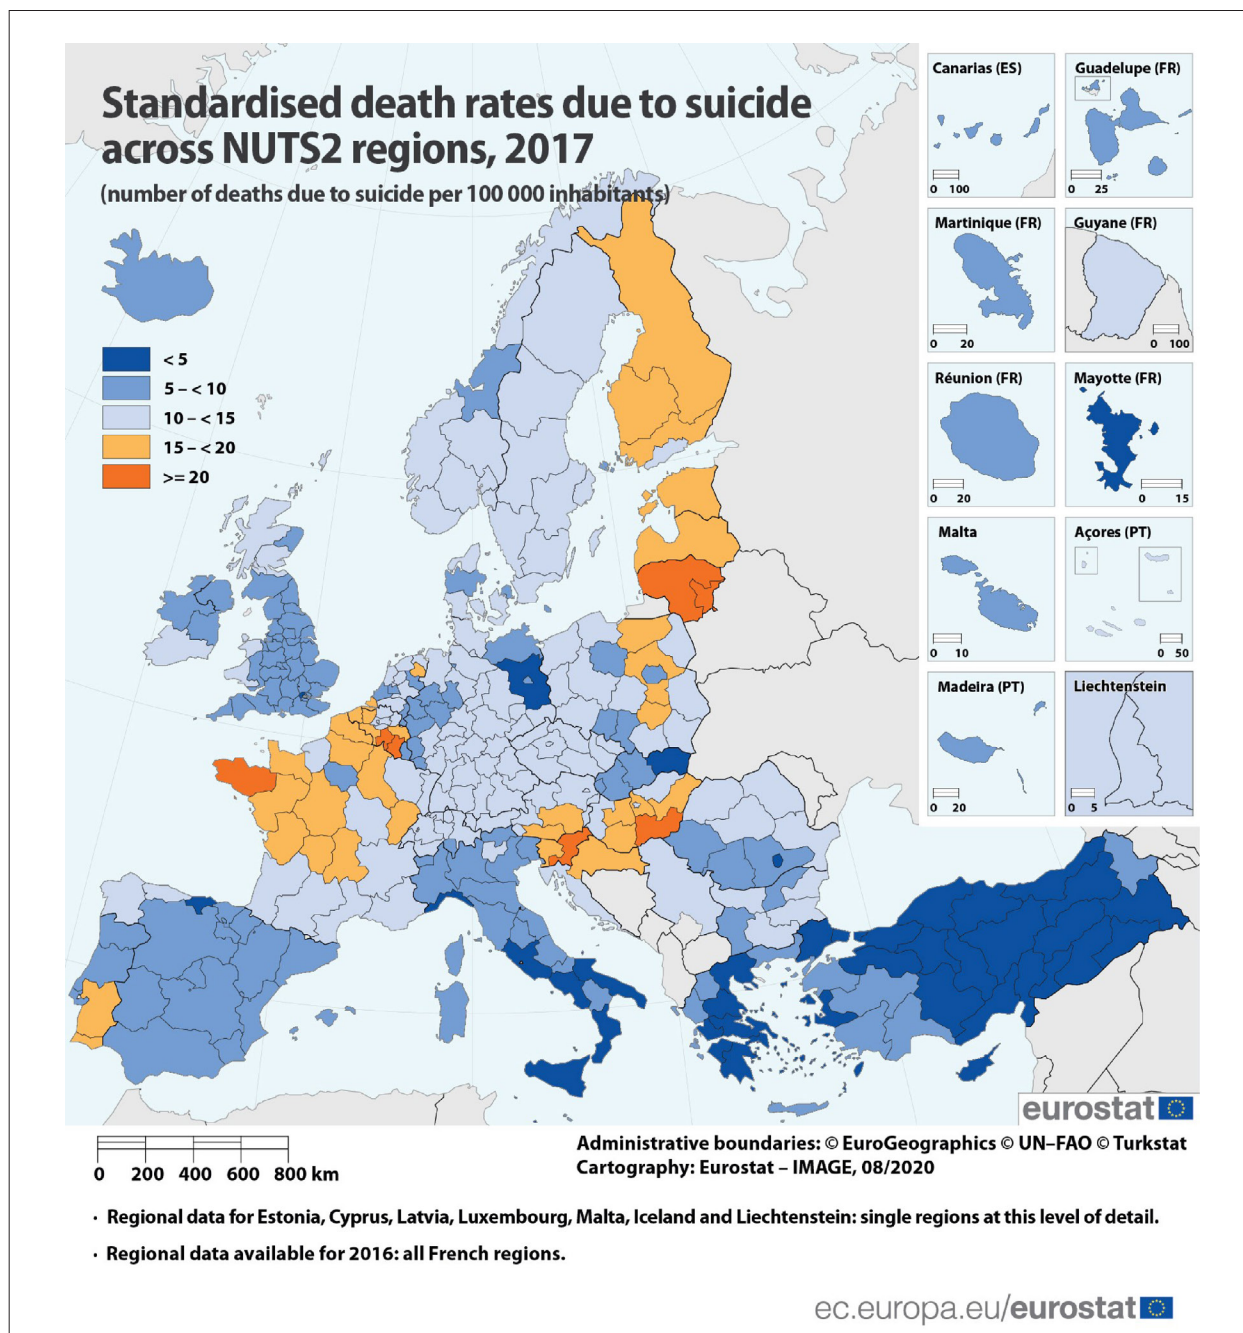 Standardised death rates due to suicide
across NUTS2 regions, 2017
(number of deaths due to suicide per 100 000 inhabitants)
< 5
5 – < 10
10 – < 15
15 – < 20
>= 20
Canarias (ES)
0 100
Guadelupe (FR)
0 25
Martinique (FR)
0 20
Guyane (FR)
0 100
Réunion (FR)
0 20
Mayotte (FR)
0 15
Malta
0 10
Açores (PT)
0 50
Madeira (PT)
0 20
Liechtenstein
0 5
eurostat
0 200 400 600 800 km
Administrative boundaries: © EuroGeographics © UN–FAO © Turkstat
Cartography: Eurostat – IMAGE, 08/2020
· Regional data for Estonia, Cyprus, Latvia, Luxembourg, Malta, Iceland and Liechtenstein: single regions at this level of detail.
· Regional data available for 2016: all French regions.
ec.europa.eu/eurostat